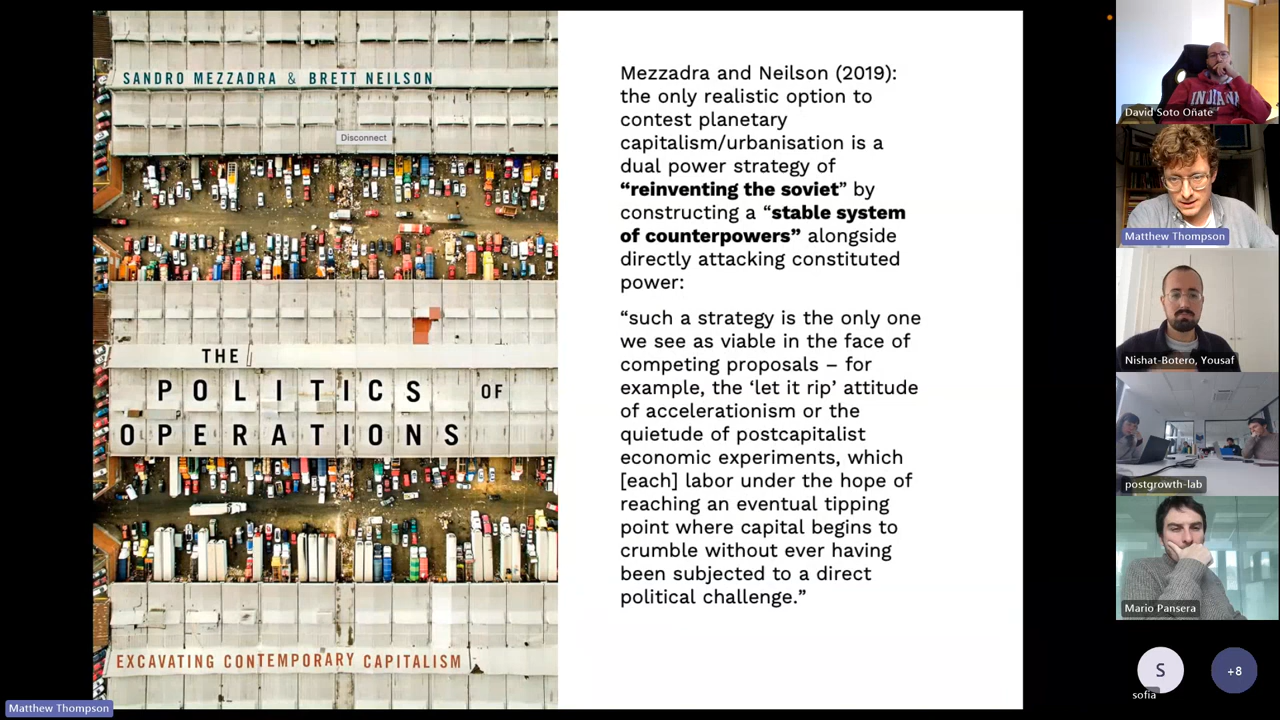 SANDRO MEZZADRA & BRETT NEILSON
Disconnect
THE
POLITICS OF
OPERATIONS
EXCAVATING CONTEMPORARY CAPITALISM
Mezzadra and Neilson (2019):
the only realistic option to
contest planetary
capitalism/urbanisation is a
dual power strategy of
“reinventing the soviet” by
constructing a “stable system
of counterpowers” alongside
directly attacking constituted
power:
“such a strategy is the only one
we see as viable in the face of
competing proposals – for
example, the ‘let it rip’ attitude
of accelerationism or the
quietude of postcapitalist
economic experiments, which
[each] labor under the hope of
reaching an eventual tipping
point where capital begins to
crumble without ever having
been subjected to a direct
political challenge.”
INDIANA
David Soto Oñate
Matthew Thompson
Nishat-Botero, Yousaf
postgrowth-lab
Mario Pansera
S
sofia
+8
Matthew Thompson